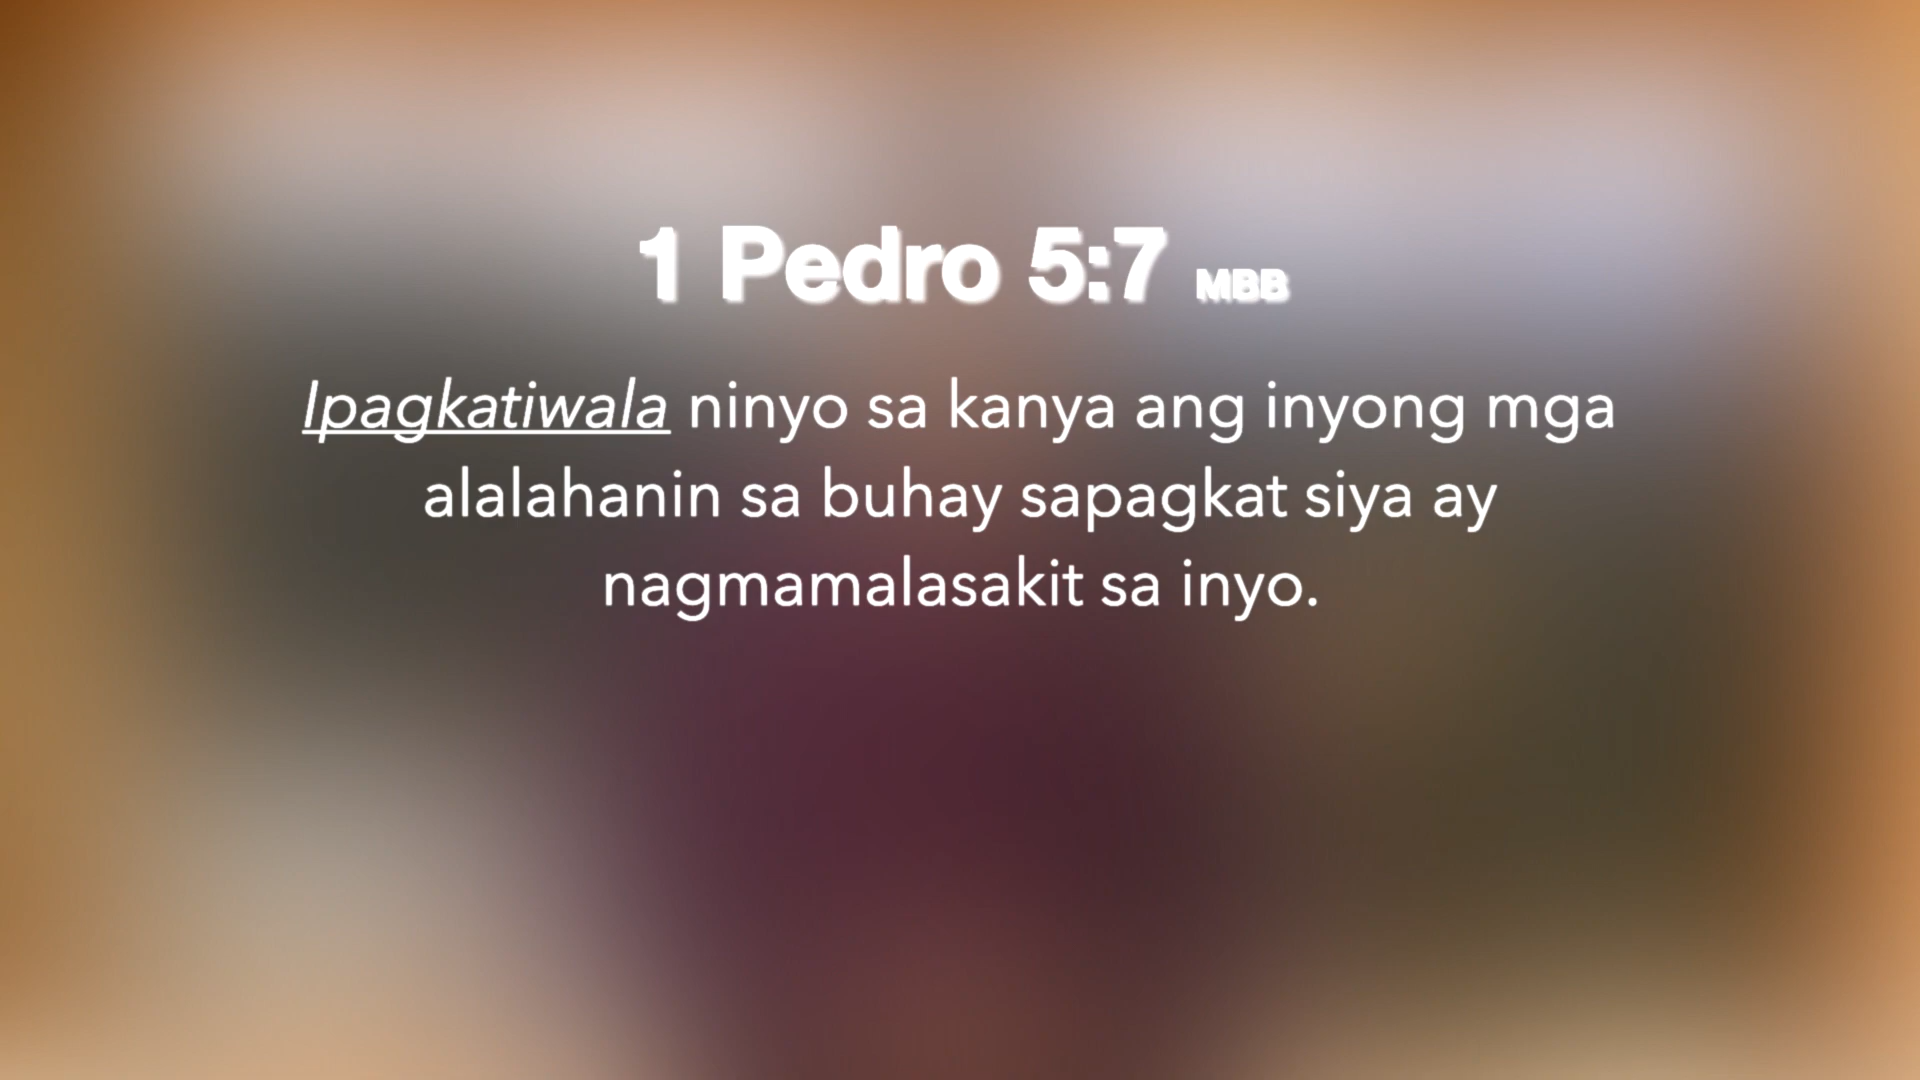 1 Pedro 5:7 MBB
Ipagkatiwala ninyo sa kanya ang inyong mga
alalahanin sa buhay sapagkat siya ay
nagmamalasakit sa inyo.